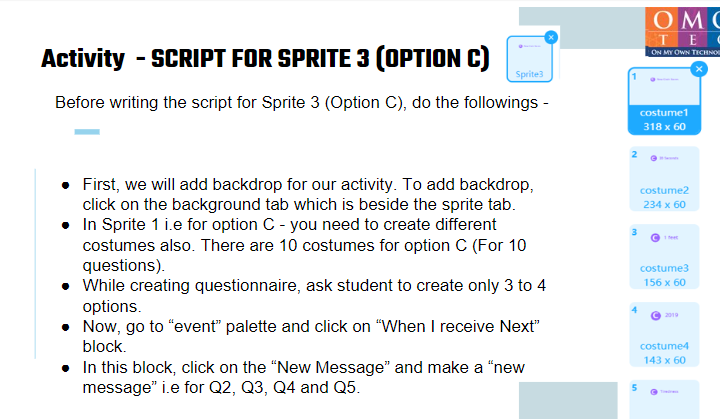 Activity - SCRIPT FOR SPRITE 3 (OPTION C)
Sprite3
OM
TE
ON MY OWN TECHNOL
Before writing the script for Sprite 3 (Option C), do the followings -
• First, we will add backdrop for our activity. To add backdrop,
click on the background tab which is beside the sprite tab.
• In Sprite 1 i.e for option C - you need to create different
costumes also. There are 10 costumes for option C (For 10
questions).
• While creating questionnaire, ask student to create only 3 to 4
options.
• Now, go to “event” palette and click on “When I receive Next”
block.
• In this block, click on the “New Message” and make a “new
message” i.e for Q2, Q3, Q4 and Q5.
1
costume1
318 x 60
2
C
costume2
234 x 60
3
C
costume3
156 x 60
4
C 2019
costume4
143 x 60
5
C